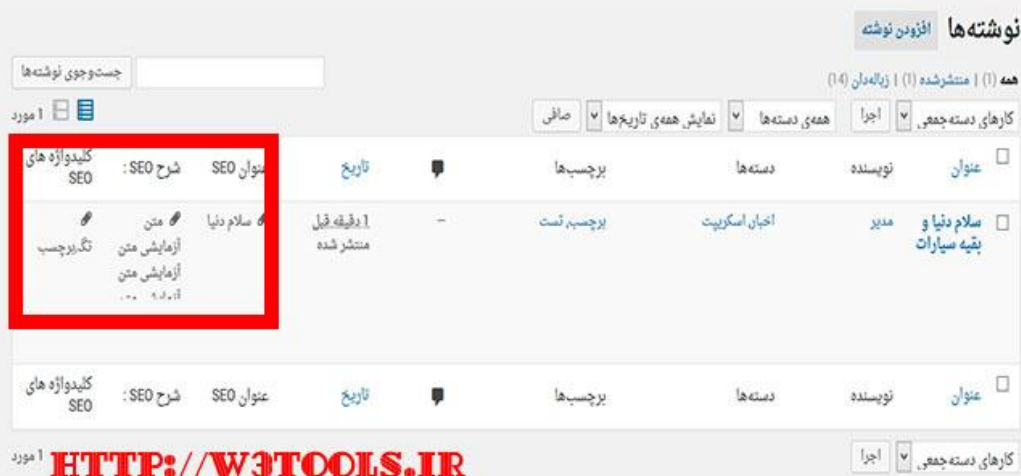 نوشته‌ها افزودن نوشته
همه (1) | منتشرشده (1) | زباله‌دان (14)
جست‌وجوی نوشته‌ها
کارهای دسته‌جمعی اجرا همه‌ی دسته‌ها نمایش همه‌ی تاریخ‌ها صافی
1 مورد
عنوان نویسنده دسته‌ها برچسب‌ها تاریخ عنوان SEO شرح SEO : کلیدواژه های SEO
سلام دنیا و مدیر اخبار, اسکریپت برچسب, تست 1 دقیقه قبل سلام دنیا متن
بقیه سیارات منتشر شده آزمایشی متن تگ,برچسب
آزمایشی متن
آزمایشی متن
عنوان نویسنده دسته‌ها برچسب‌ها تاریخ عنوان SEO شرح SEO : کلیدواژه های SEO
کارهای دسته‌جمعی اجرا
1 مورد
HTTP://W3TOOLS.IR